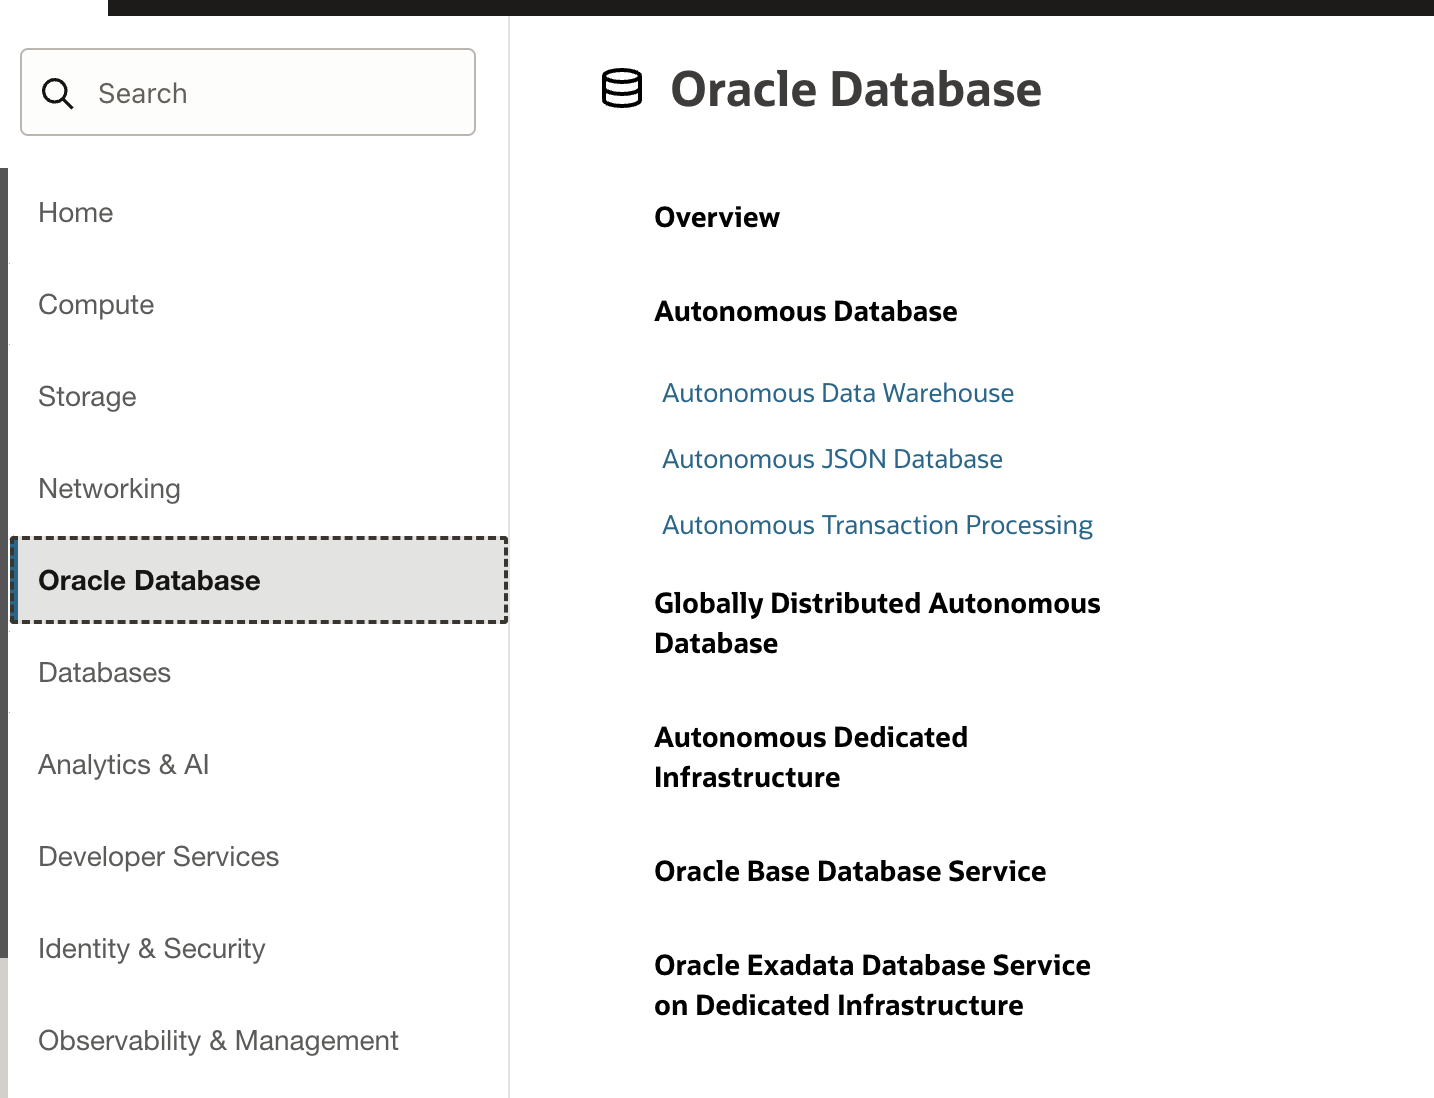 Search
Home
Compute
Storage
Networking
Oracle Database
Databases
Analytics & AI
Developer Services
Identity & Security
Observability & Management
Oracle Database
Overview
Autonomous Database
Autonomous Data Warehouse
Autonomous JSON Database
Autonomous Transaction Processing
Globally Distributed Autonomous
Database
Autonomous Dedicated
Infrastructure
Oracle Base Database Service
Oracle Exadata Database Service
on Dedicated Infrastructure